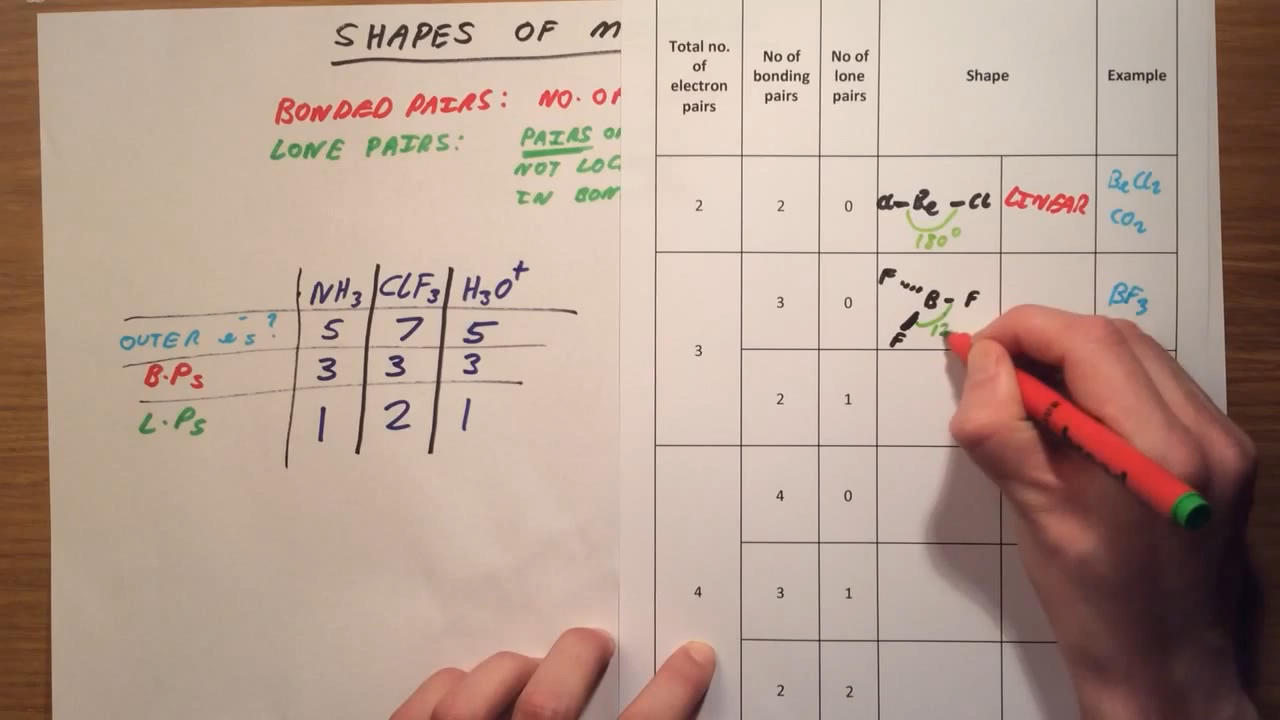 SHAPES OF M
BONDED PAIRS: NO. OF
LONE PAIRS: PAIRS OF
NOT LOC
IN BON
NH3 ClF3 H3O+
OUTER e-s? 5 7 5
B.Ps 3 3 3
L.Ps 1 2 1
Total no. of electron pairs
No of bonding pairs
No of lone pairs
Shape
Example
2 2 0 Cl-Be-Cl LINEAR BeCl2
180° CO2
3 3 0 F B-F BF3
F 12
2 1
4 4 0
3 1
2 2